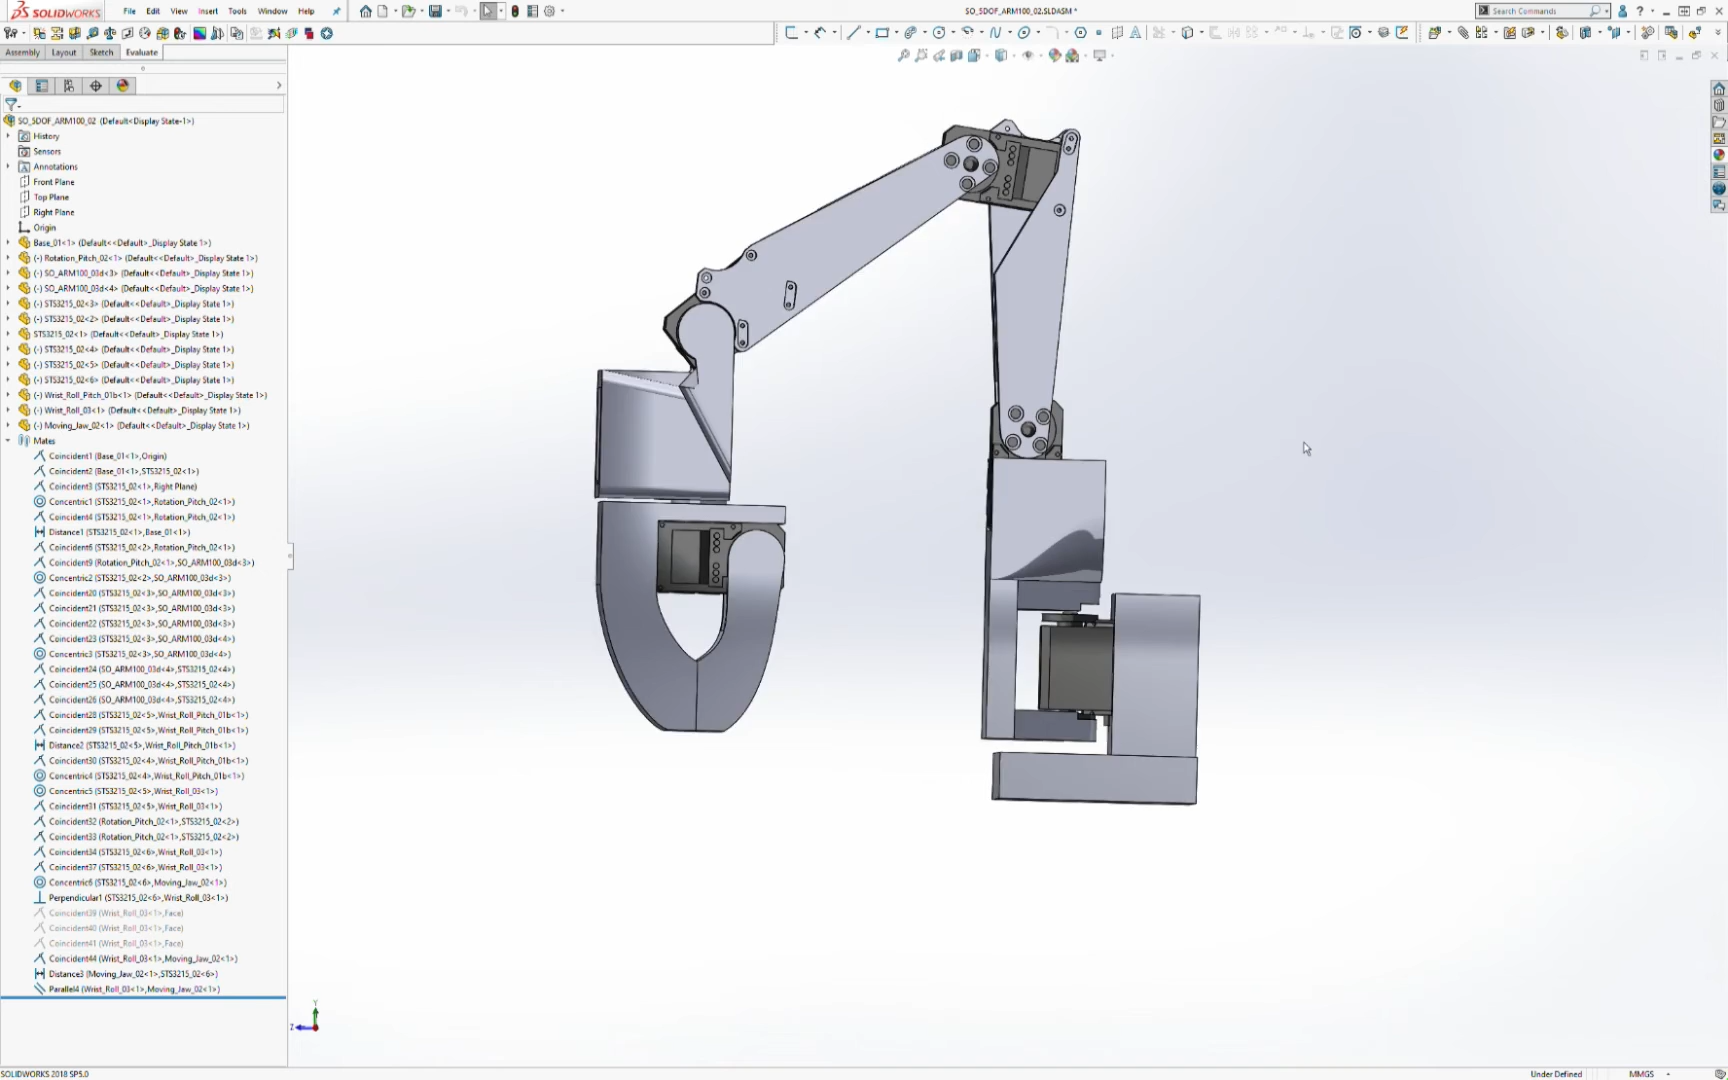 SOLIDWORKS File Edit View Insert Tools Window Help SO_5DOF_ARM100_02.SLDASM * Search Commands
Assembly Layout Sketch Evaluate
SO_5DOF_ARM100_02 (Default<Display State-1>)
History
Sensors
Annotations
Front Plane
Top Plane
Right Plane
Origin
Base_01<1> (Default<<Default>_Display State 1>)
(-) Rotation_Pitch_02<1> (Default<<Default>_Display State 1>)
(-) SO_ARM100_03d<3> (Default<<Default>_Display State 1>)
(-) SO_ARM100_03d<4> (Default<<Default>_Display State 1>)
(-) STS3215_02<3> (Default<<Default>_Display State 1>)
(-) STS3215_02<2> (Default<<Default>_Display State 1>)
STS3215_02<1> (Default<<Default>_Display State 1>)
(-) STS3215_02<4> (Default<<Default>_Display State 1>)
(-) STS3215_02<5> (Default<<Default>_Display State 1>)
(-) STS3215_02<6> (Default<<Default>_Display State 1>)
(-) Wrist_Roll_Pitch_01b<1> (Default<<Default>_Display State 1>)
(-) Wrist_Roll_03<1> (Default<<Default>_Display State 1>)
(-) Moving_Jaw_02<1> (Default<<Default>_Display State 1>)
Mates
Coincident1 (Base_01<1>,Origin)
Coincident2 (Base_01<1>,STS3215_02<1>)
Coincident3 (STS3215_02<1>,Right Plane)
Concentric1 (STS3215_02<1>,Rotation_Pitch_02<1>)
Coincident4 (STS3215_02<1>,Rotation_Pitch_02<1>)
Distance1 (STS3215_02<1>,Base_01<1>)
Coincident6 (STS3215_02<2>,Rotation_Pitch_02<1>)
Coincident9 (Rotation_Pitch_02<1>,SO_ARM100_03d<3>)
Concentric2 (STS3215_02<2>,SO_ARM100_03d<3>)
Coincident20 (STS3215_02<3>,SO_ARM100_03d<3>)
Coincident21 (STS3215_02<3>,SO_ARM100_03d<3>)
Coincident22 (STS3215_02<3>,SO_ARM100_03d<3>)
Coincident23 (STS3215_02<3>,SO_ARM100_03d<4>)
Concentric3 (STS3215_02<3>,SO_ARM100_03d<4>)
Coincident24 (SO_ARM100_03d<4>,STS3215_02<4>)
Coincident25 (SO_ARM100_03d<4>,STS3215_02<4>)
Coincident26 (SO_ARM100_03d<4>,STS3215_02<4>)
Coincident28 (STS3215_02<5>,Wrist_Roll_Pitch_01b<1>)
Coincident29 (STS3215_02<5>,Wrist_Roll_Pitch_01b<1>)
Distance2 (STS3215_02<5>,Wrist_Roll_Pitch_01b<1>)
Coincident30 (STS3215_02<4>,Wrist_Roll_Pitch_01b<1>)
Concentric4 (STS3215_02<4>,Wrist_Roll_Pitch_01b<1>)
Concentric5 (STS3215_02<5>,Wrist_Roll_03<1>)
Coincident31 (STS3215_02<5>,Wrist_Roll_03<1>)
Coincident32 (Rotation_Pitch_02<1>,STS3215_02<2>)
Coincident33 (Rotation_Pitch_02<1>,STS3215_02<2>)
Coincident34 (STS3215_02<6>,Wrist_Roll_03<1>)
Coincident37 (STS3215_02<6>,Wrist_Roll_03<1>)
Concentric6 (STS3215_02<6>,Moving_Jaw_02<1>)
Perpendicular1 (STS3215_02<6>,Wrist_Roll_03<1>)
Coincident39 (Wrist_Roll_03<1>,Face)
Coincident40 (Wrist_Roll_03<1>,Face)
Coincident41 (Wrist_Roll_03<1>,Face)
Coincident44 (Wrist_Roll_03<1>,Moving_Jaw_02<1>)
Distance3 (Moving_Jaw_02<1>,STS3215_02<6>)
Parallel4 (Wrist_Roll_03<1>,Moving_Jaw_02<1>)
Y
Z
SOLIDWORKS 2018 SP5.0 Under Defined MMGS